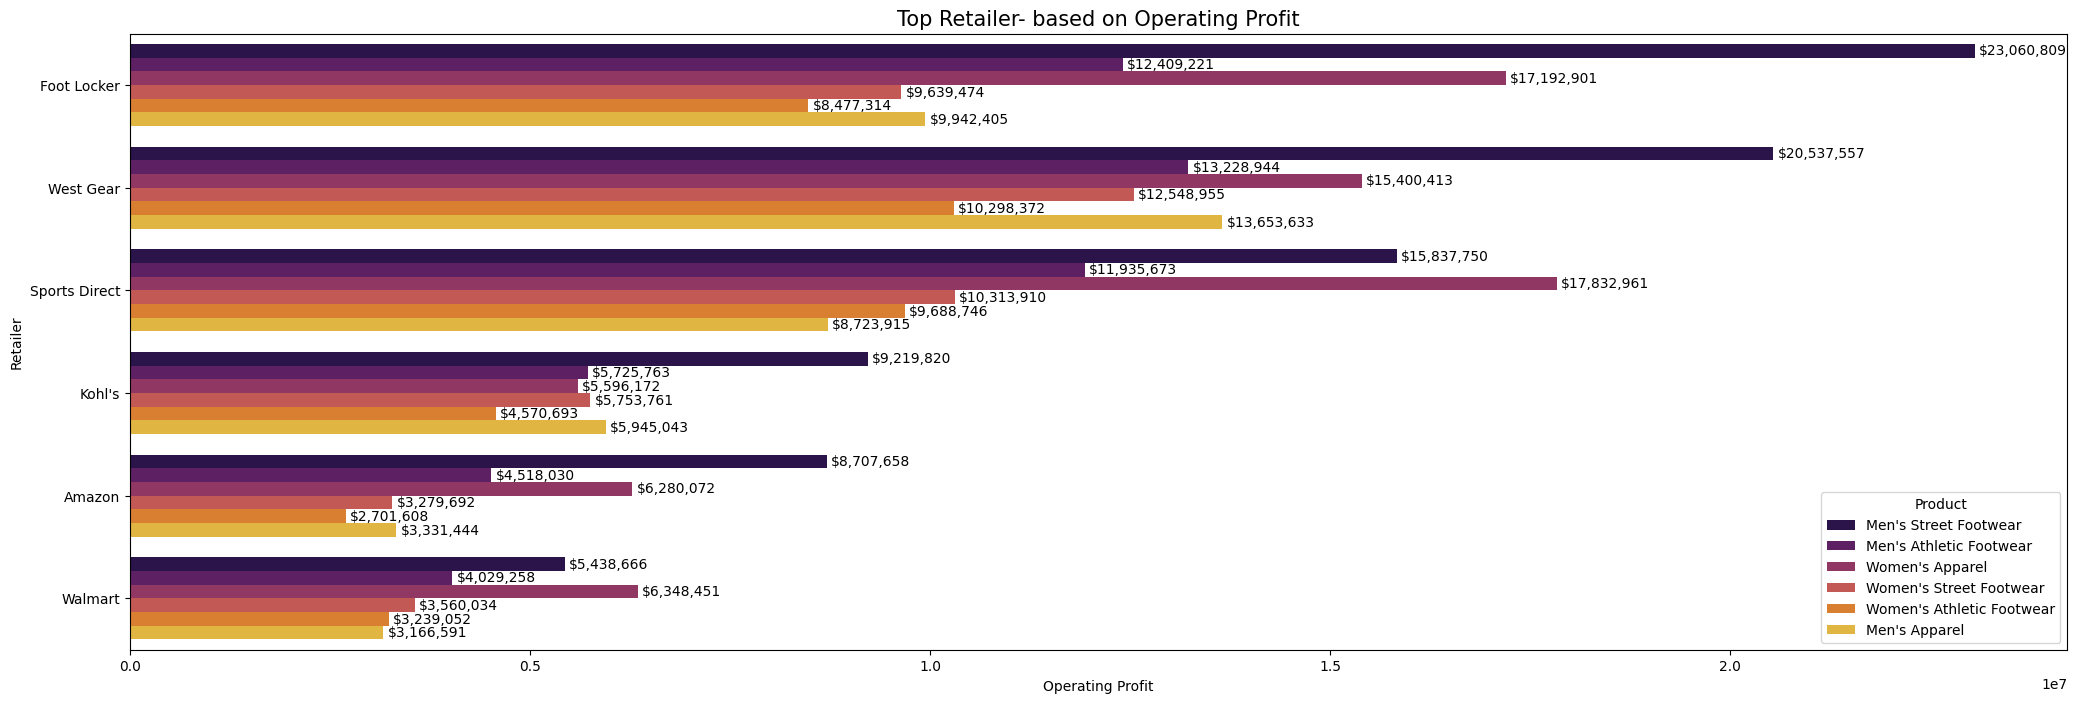 Top Retailer- based on Operating Profit
Retailer
Foot Locker
$23,060,809
$12,409,221
$17,192,901
$9,639,474
$8,477,314
$9,942,405
West Gear
$20,537,557
$13,228,944
$15,400,413
$12,548,955
$10,298,372
$13,653,633
Sports Direct
$15,837,750
$11,935,673
$17,832,961
$10,313,910
$9,688,746
$8,723,915
Kohl's
$9,219,820
$5,725,763
$5,596,172
$5,753,761
$4,570,693
$5,945,043
Amazon
$8,707,658
$4,518,030
$6,280,072
$3,279,692
$2,701,608
$3,331,444
Walmart
$5,438,666
$4,029,258
$6,348,451
$3,560,034
$3,239,052
$3,166,591
Product
Men's Street Footwear
Men's Athletic Footwear
Women's Apparel
Women's Street Footwear
Women's Athletic Footwear
Men's Apparel
0.0 0.5 1.0 1.5 2.0
1e7
Operating Profit